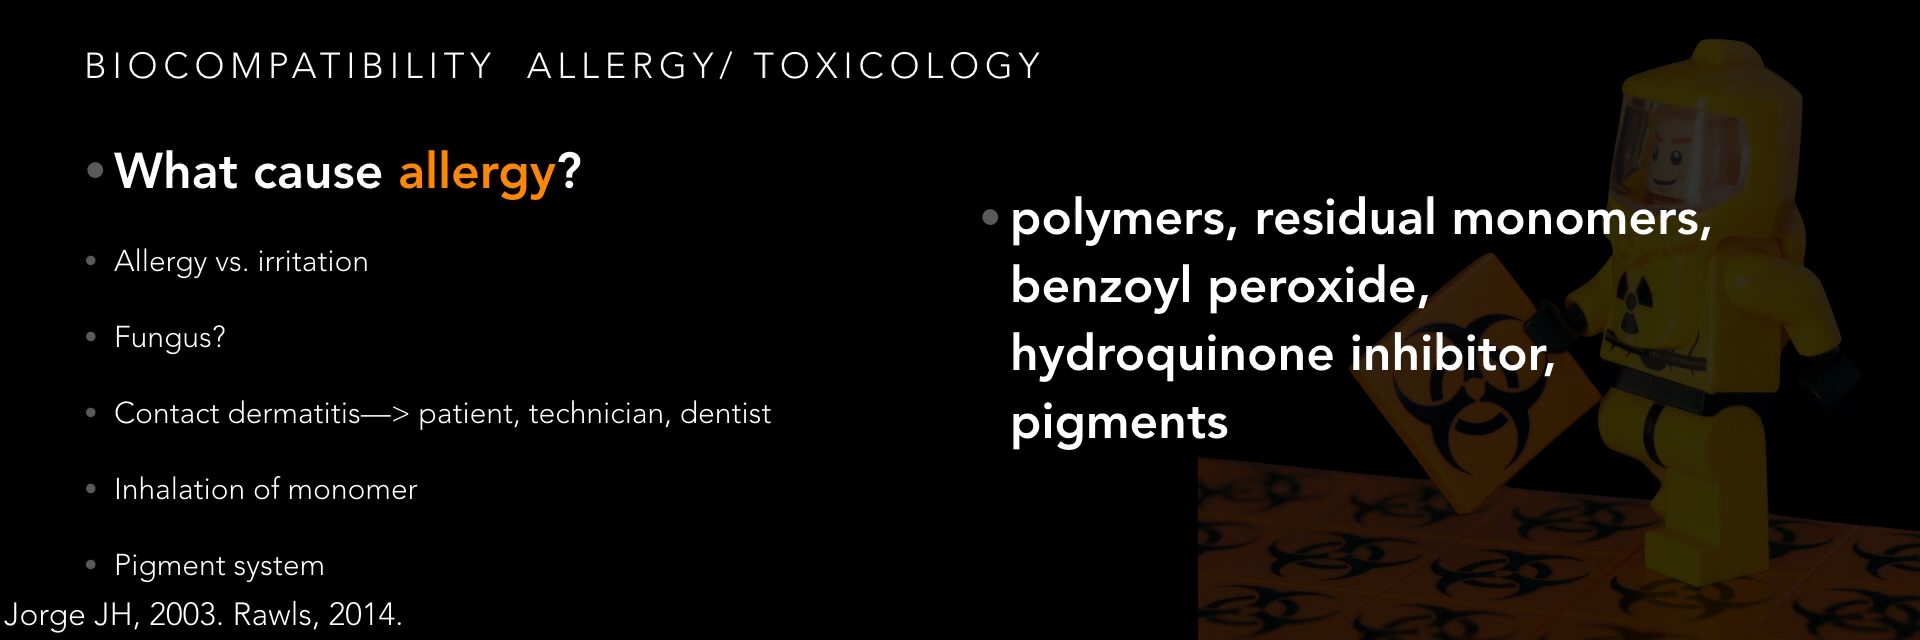 BIOCOMPATIBILITY ALLERGY/ TOXICOLOGY
• What cause allergy?
• Allergy vs. irritation
• Fungus?
• Contact dermatitis—> patient, technician, dentist
• Inhalation of monomer
• Pigment system
• polymers, residual monomers,
benzoyl peroxide,
hydroquinone inhibitor,
pigments
Jorge JH, 2003. Rawls, 2014.